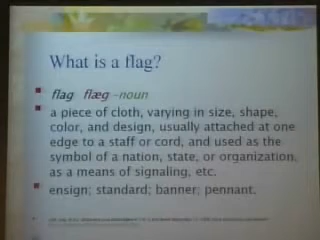 What is a flag?
flag flæg -noun
a piece of cloth, varying in size, shape,
color, and design, usually attached at one
edge to a staff or cord, and used as the
symbol of a nation, state, or organization,
as a means of signaling, etc.
ensign; standard; banner; pennant.